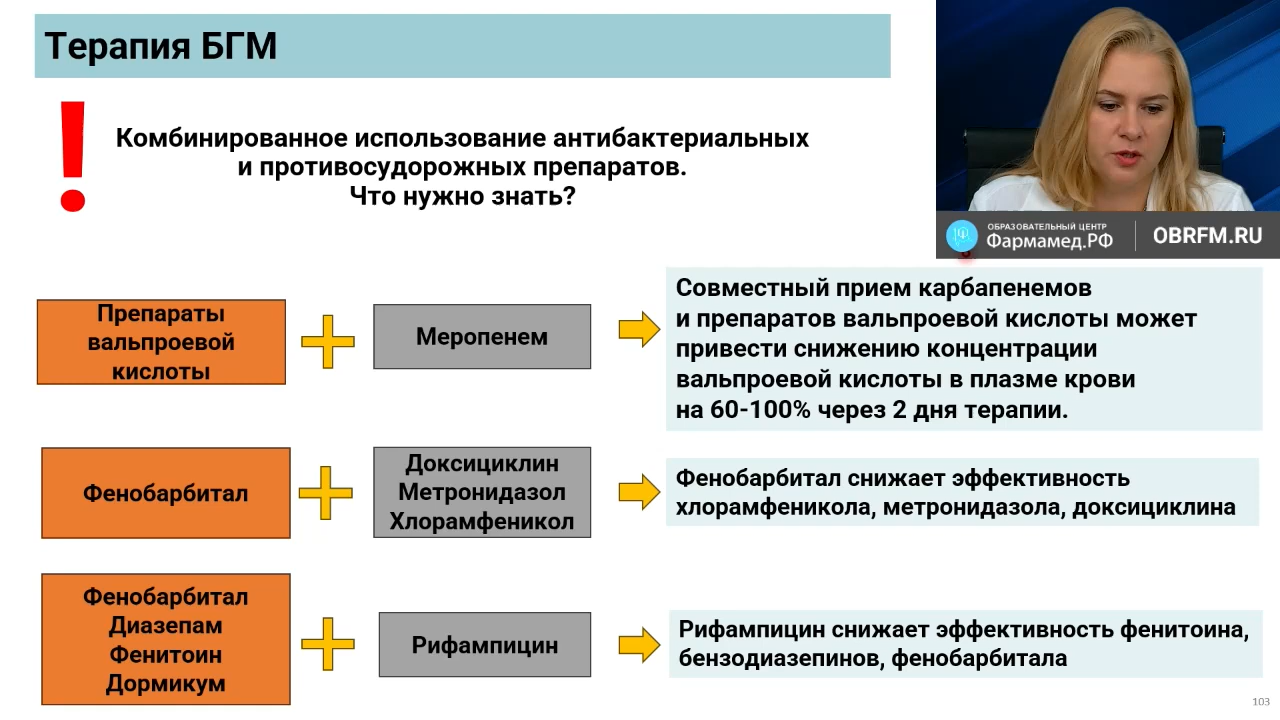 Терапия БГМ
!
Комбинированное использование антибактериальных
и противосудорожных препаратов.
Что нужно знать?
ОБРАЗОВАТЕЛЬНЫЙ ЦЕНТР
Фармамед.РФ
OBRFM.RU
Препараты
вальпроевой
кислоты
Меропенем
Совместный прием карбапенемов
и препаратов вальпроевой кислоты может
привести снижению концентрации
вальпроевой кислоты в плазме крови
на 60-100% через 2 дня терапии.
Фенобарбитал
Доксициклин
Метронидазол
Хлорамфеникол
Фенобарбитал снижает эффективность
хлорамфеникола, метронидазола, доксициклина
Фенобарбитал
Диазепам
Фенитоин
Дормикум
Рифампицин
Рифампицин снижает эффективность фенитоина,
бензодиазепинов, фенобарбитала
103